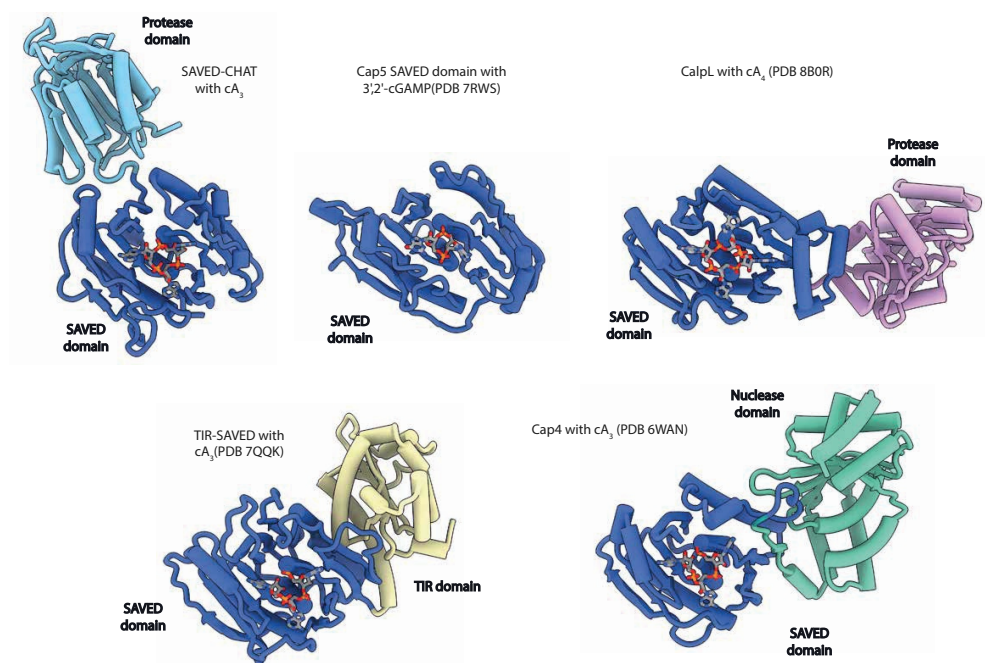 Protease
domain
SAVED-CHAT
with cA3
Cap5 SAVED domain with
3',2'-cGAMP(PDB 7RWS)
CalpL with cA4 (PDB 8B0R)
Protease
domain
SAVED
domain
SAVED
domain
SAVED
domain
TIR-SAVED with
cA3(PDB 7QQK)
Cap4 with cA3 (PDB 6WAN)
Nuclease
domain
SAVED
domain
TIR domain
SAVED
domain